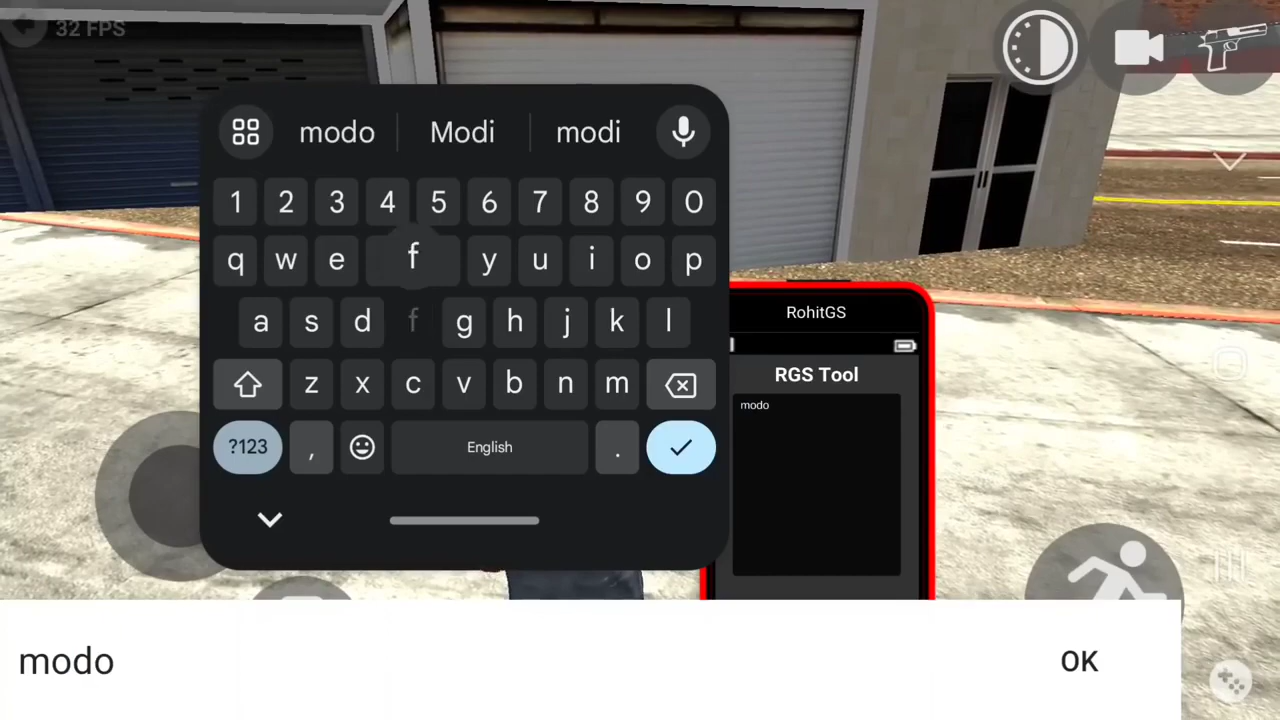 32 FPS
modo Modi modi
1 2 3 4 5 6 7 8 9 0
q w e f y u i o p
a s d f g h j k l
z x c v b n m
?123 , English .
RohitGS
RGS Tool
modo
modo
OK